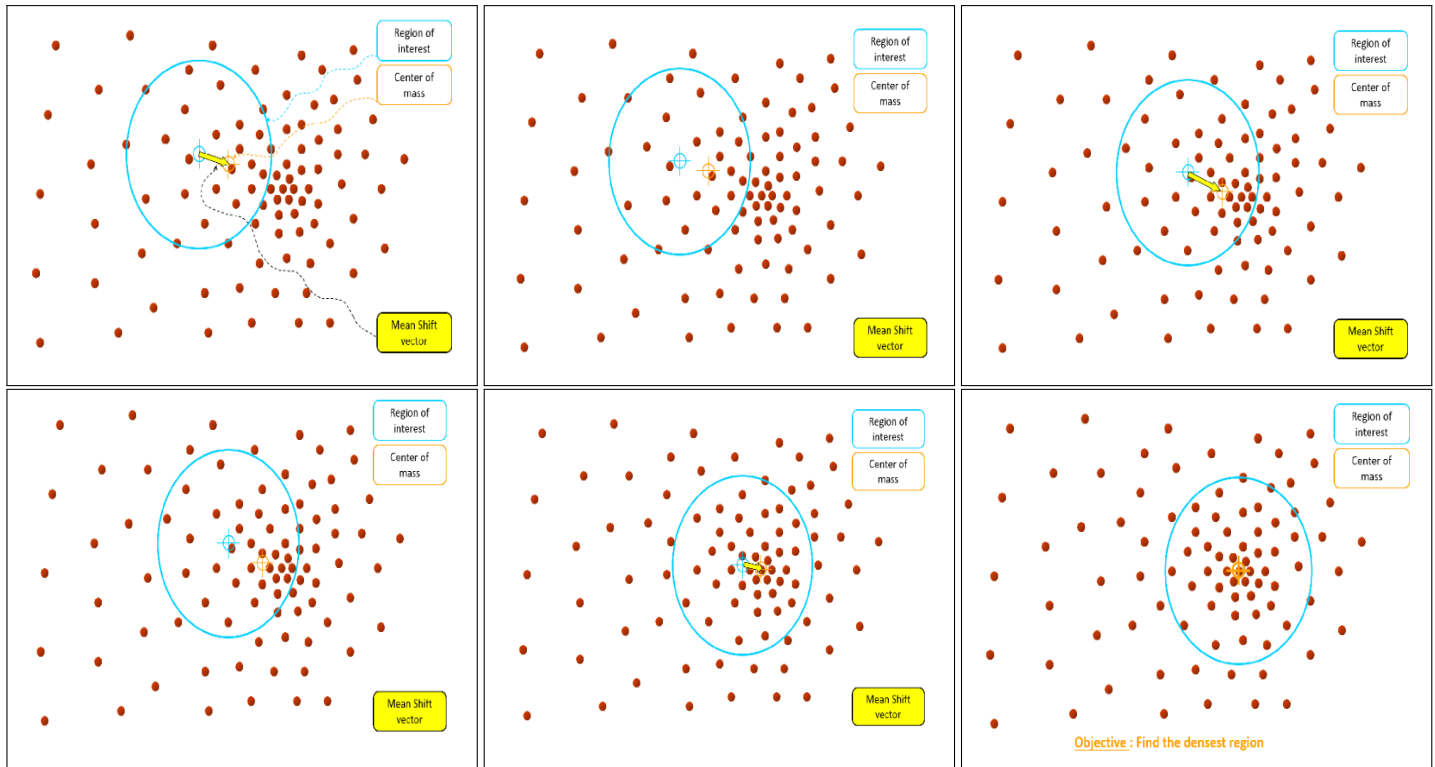 Region of
interest
Center of
mass
Mean Shift
vector
Region of
interest
Center of
mass
Mean Shift
vector
Region of
interest
Center of
mass
Mean Shift
vector
Region of
interest
Center of
mass
Mean Shift
vector
Region of
interest
Center of
mass
Mean Shift
vector
Region of
interest
Center of
mass
Objective : Find the densest region